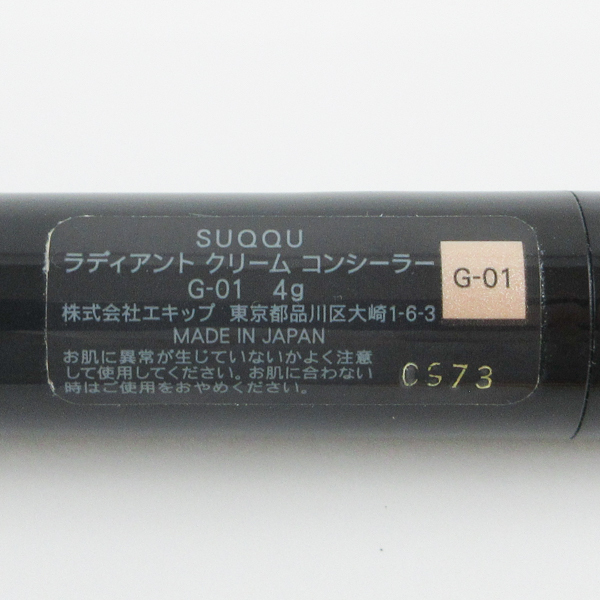 SUQQU
ラディアント クリーム コンシーラー
G-01 4g
G-01
株式会社エキップ 東京都品川区大崎1-6-3
MADE IN JAPAN
お肌に異常が生じていないかよく注意
して使用してください。お肌に合わない
時はご使用をおやめください。
CS73